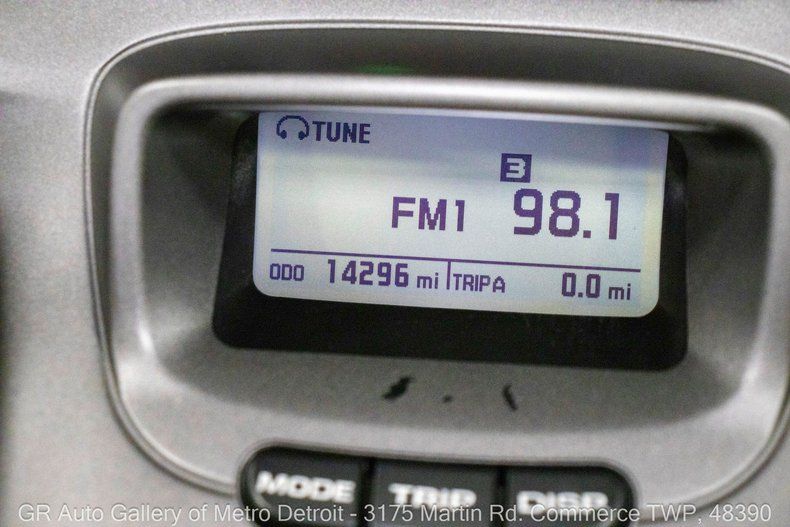 TUNE
3
FM1 98.1
ODO 14296 mi TRIP A 0.0 mi
MODE TRIP DISP
GR Auto Gallery of Metro Detroit - 3175 Martin Rd. Commerce TWP, 48390